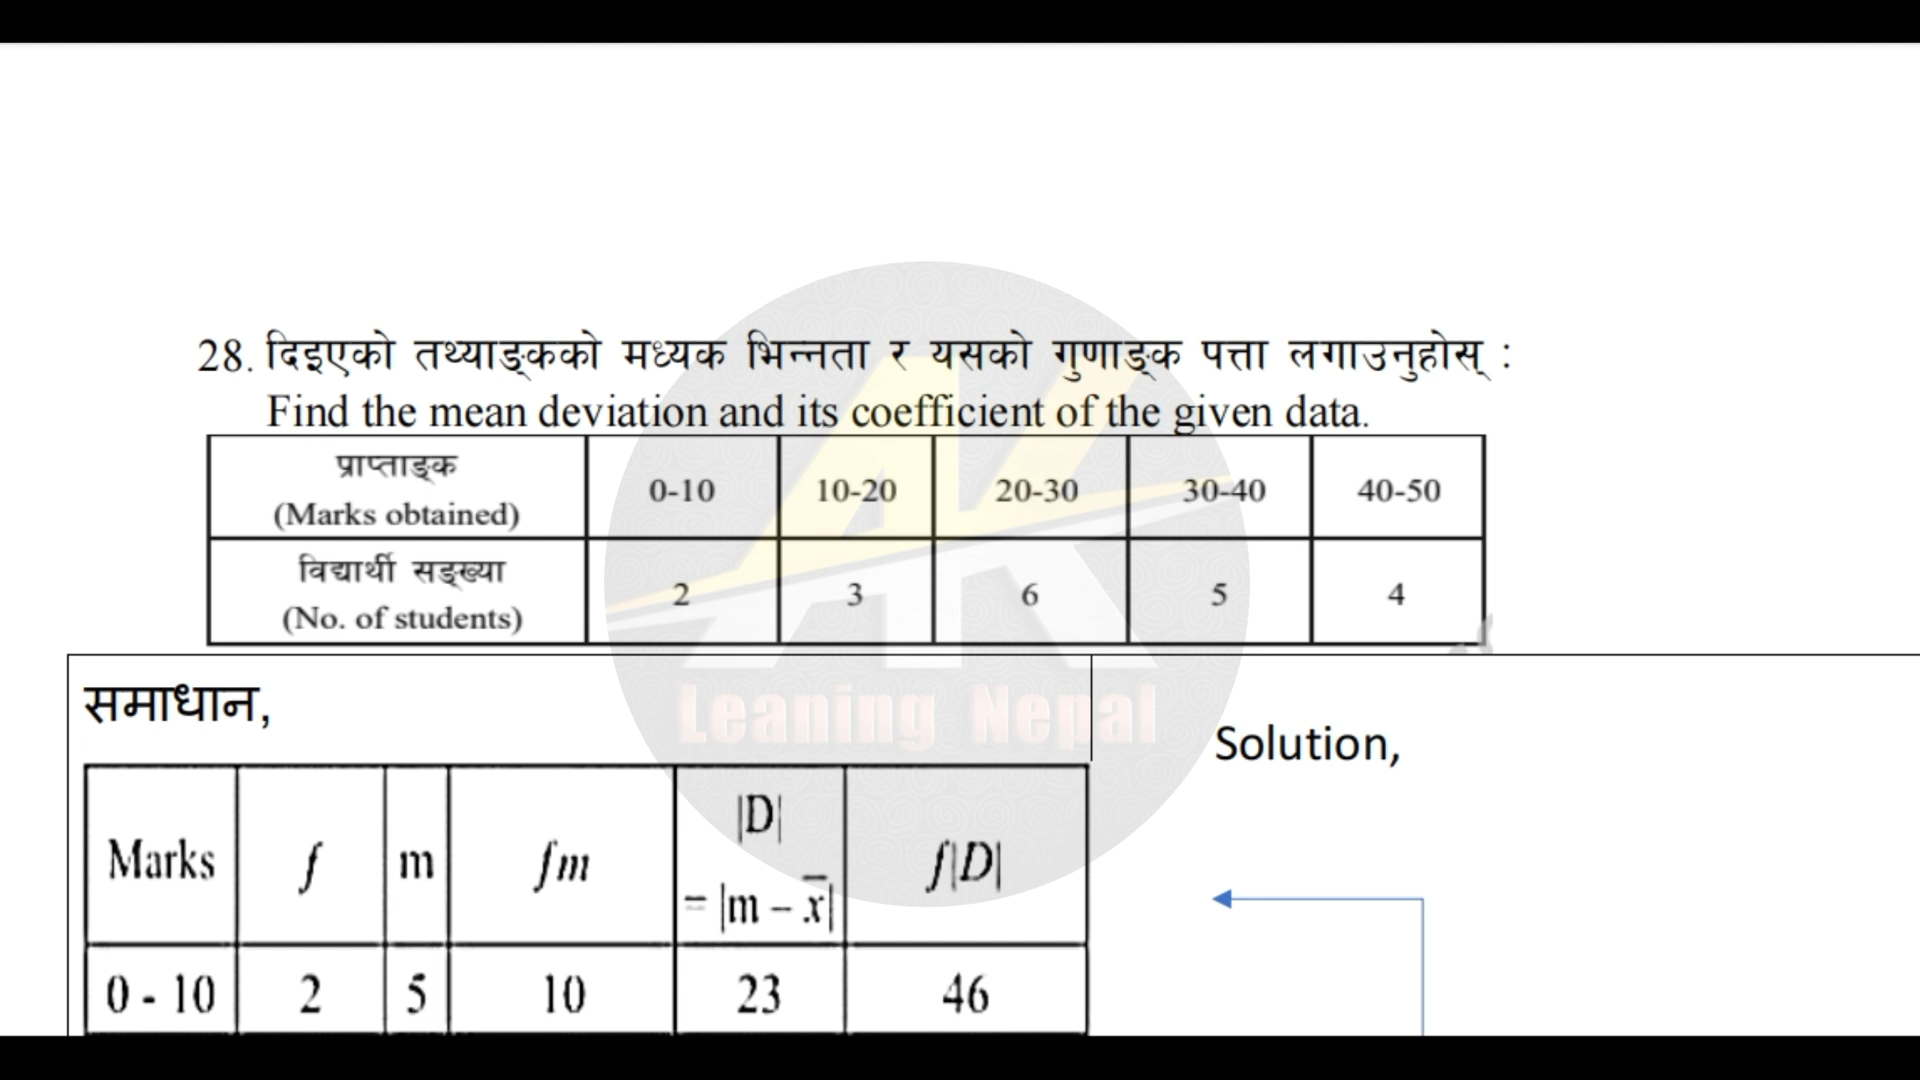 28. दिइएको तथ्याङ्कको मध्यक भिन्नता र यसको गुणाङ्क पत्ता लगाउनुहोस् :
Find the mean deviation and its coefficient of the given data.
प्राप्ताङ्क
(Marks obtained) 0-10 10-20 20-30 30-40 40-50
विद्यार्थी सङ्ख्या
(No. of students) 2 3 6 5 4
Leaning Nepal
समाधान,
Solution,
Marks f m fm |D| = |m – x̄| f|D|
0 - 10 2 5 10 23 46